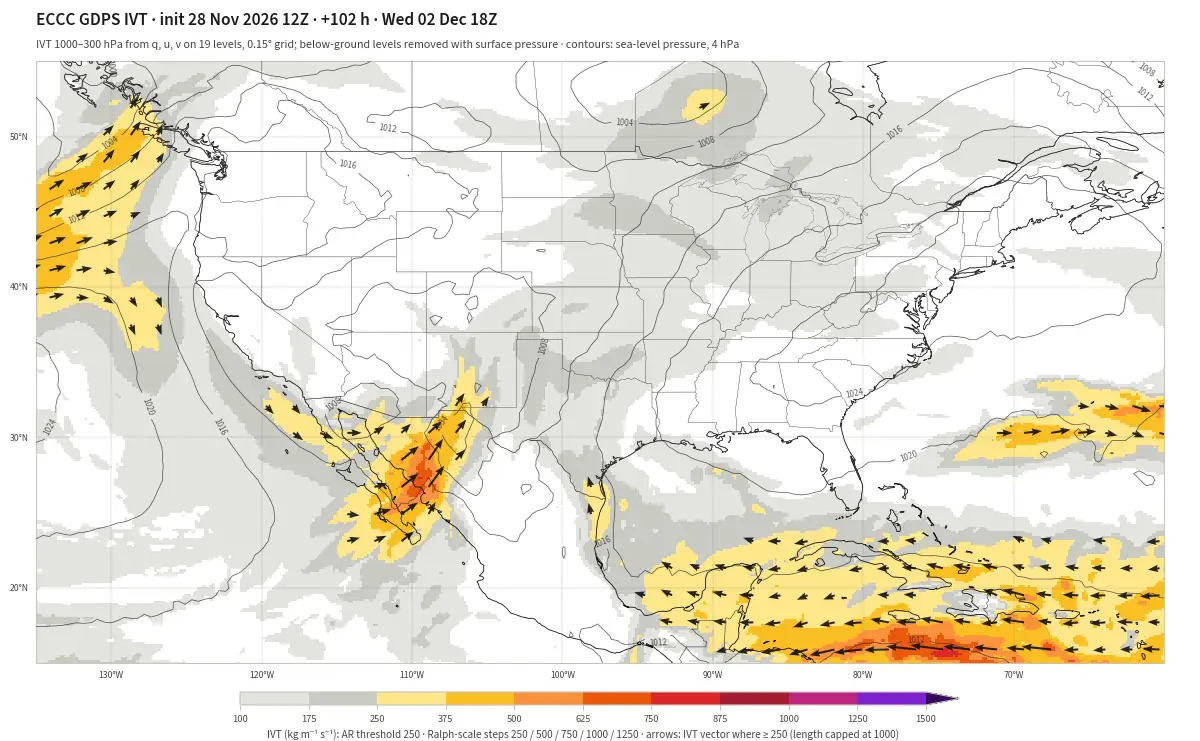 ECCC GDPS IVT · init 28 Nov 2026 12Z · +102 h · Wed 02 Dec 18Z
IVT 1000–300 hPa from q, u, v on 19 levels, 0.15° grid; below-ground levels removed with surface pressure · contours: sea-level pressure, 4 hPa
1008
1012
1004
1012
1016
1004
1008
1016
50°N
1008
1012
40°N
1008
1020
1016
1024
1008
1024
30°N
1020
1016
20°N
1012
1012
130°W
120°W
110°W
100°W
90°W
80°W
70°W
100
175
250
375
500
625
750
875
1000
1250
1500
IVT (kg m⁻¹ s⁻¹): AR threshold 250 · Ralph-scale steps 250 / 500 / 750 / 1000 / 1250 · arrows: IVT vector where ≥ 250 (length capped at 1000)